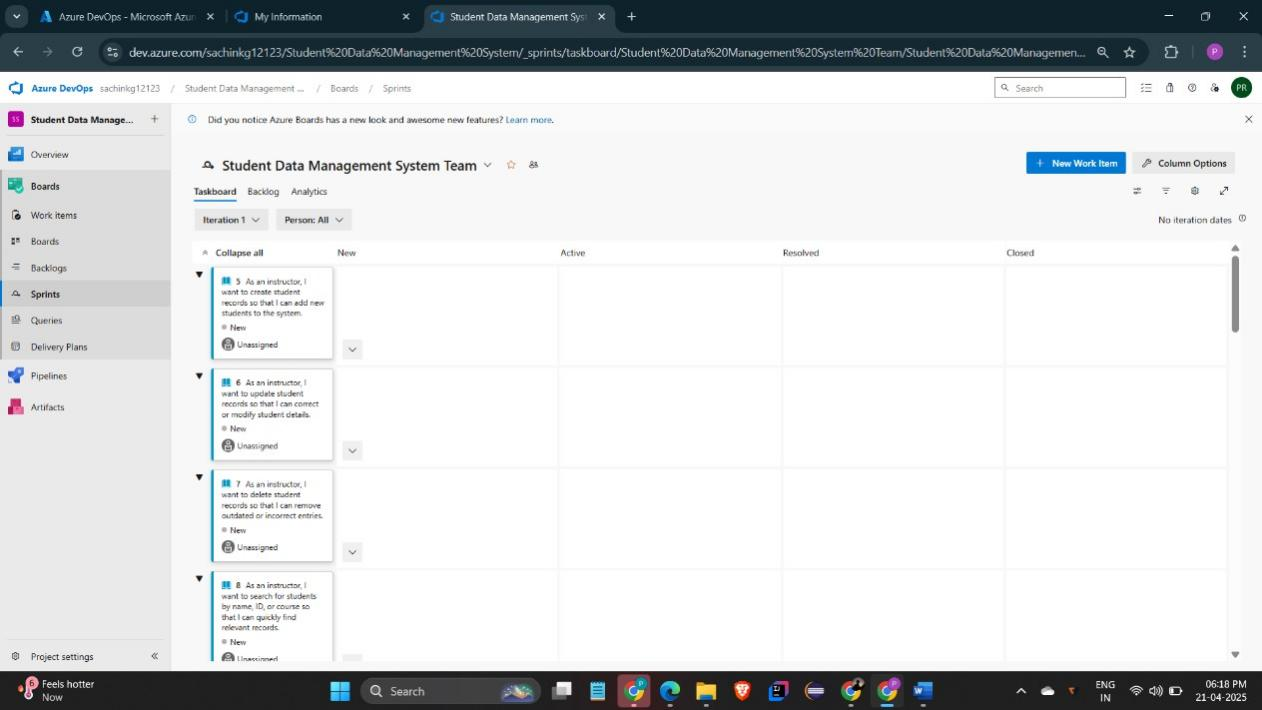 Azure DevOps - Microsoft Azur
My Information
Student Data Management Sys
dev.azure.com/sachinkg12123/Student%20Data%20Management%20System/_sprints/taskboard/Student%20Data%20Management%20System%20Team/Student%20Data%20Managemen...
P
Azure DevOps sachinkg12123 / Student Data Management ... / Boards / Sprints
Search
PR
SS Student Data Manage...
Did you notice Azure Boards has a new look and awesome new features? Learn more.
Overview
Boards
Work items
Boards
Backlogs
Sprints
Queries
Delivery Plans
Pipelines
Artifacts
Project settings
Student Data Management System Team
New Work Item
Column Options
Taskboard Backlog Analytics
Iteration 1
Person: All
No iteration dates
Collapse all
New
Active
Resolved
Closed
5 As an instructor, I
want to create student
records so that I can add new
students to the system.
New
Unassigned
6 As an instructor, I
want to update student
records so that I can correct
or modify student details.
New
Unassigned
7 As an instructor, I
want to delete student
records so that I can remove
outdated or incorrect entries.
New
Unassigned
8 As an instructor, I
want to search for students
by name, ID, or course so
that I can quickly find
relevant records.
New
Unassigned
6
Feels hotter
Now
Search
ENG
IN
06:18 PM
21-04-2025